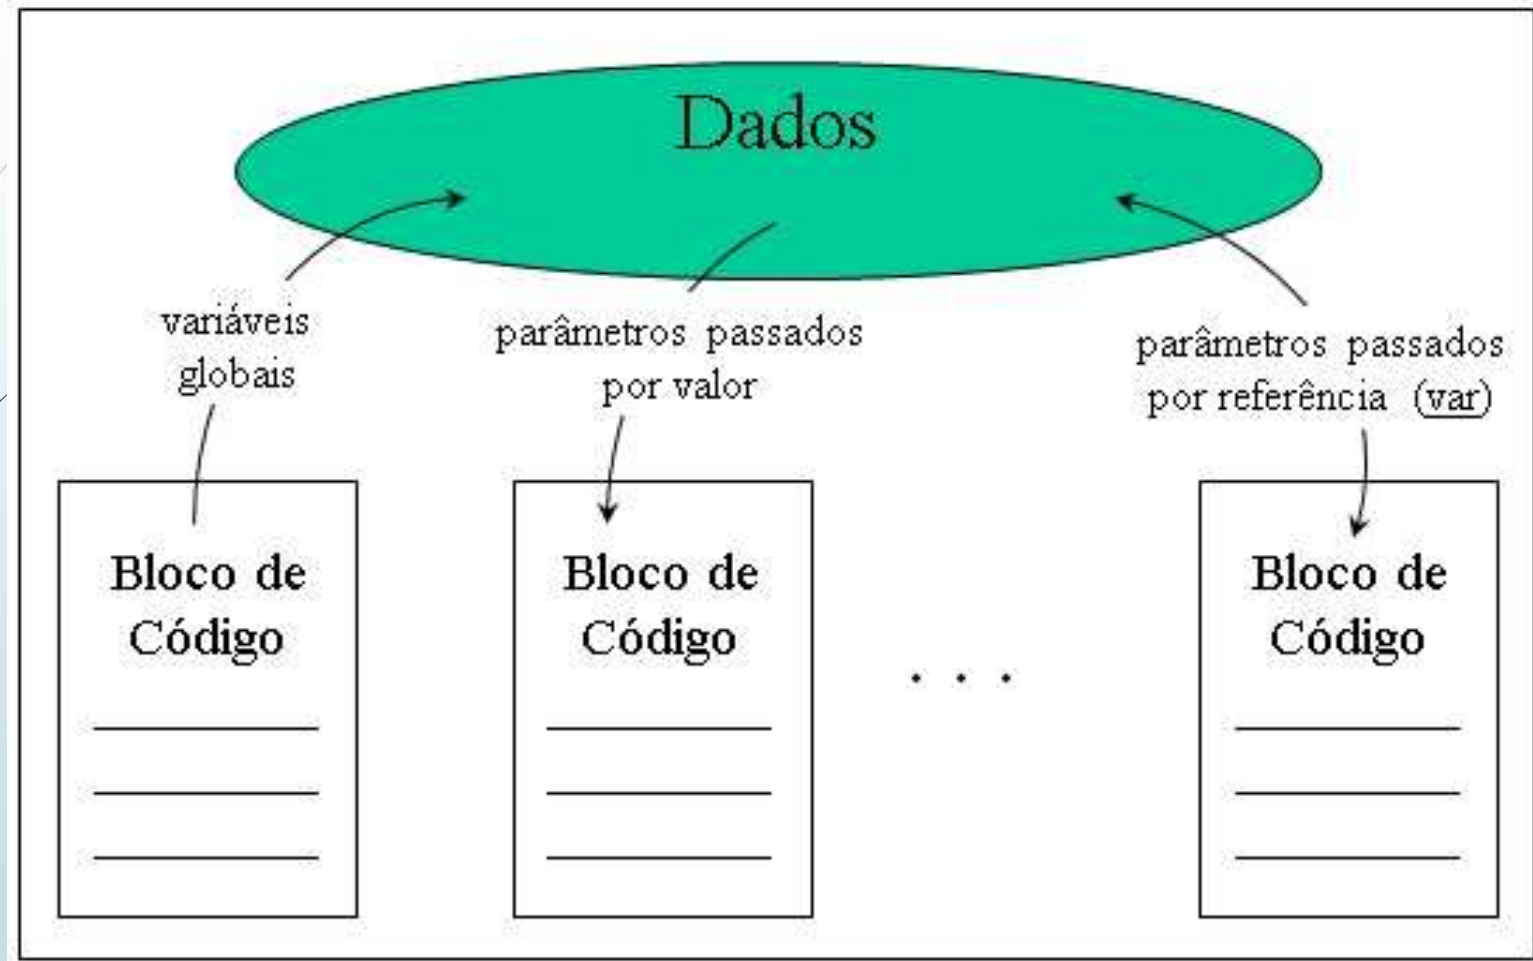 Dados
variáveis
globais
parâmetros passados
por valor
parâmetros passados
por referência (var)
Bloco de
Código
Bloco de
Código
. . .
Bloco de
Código